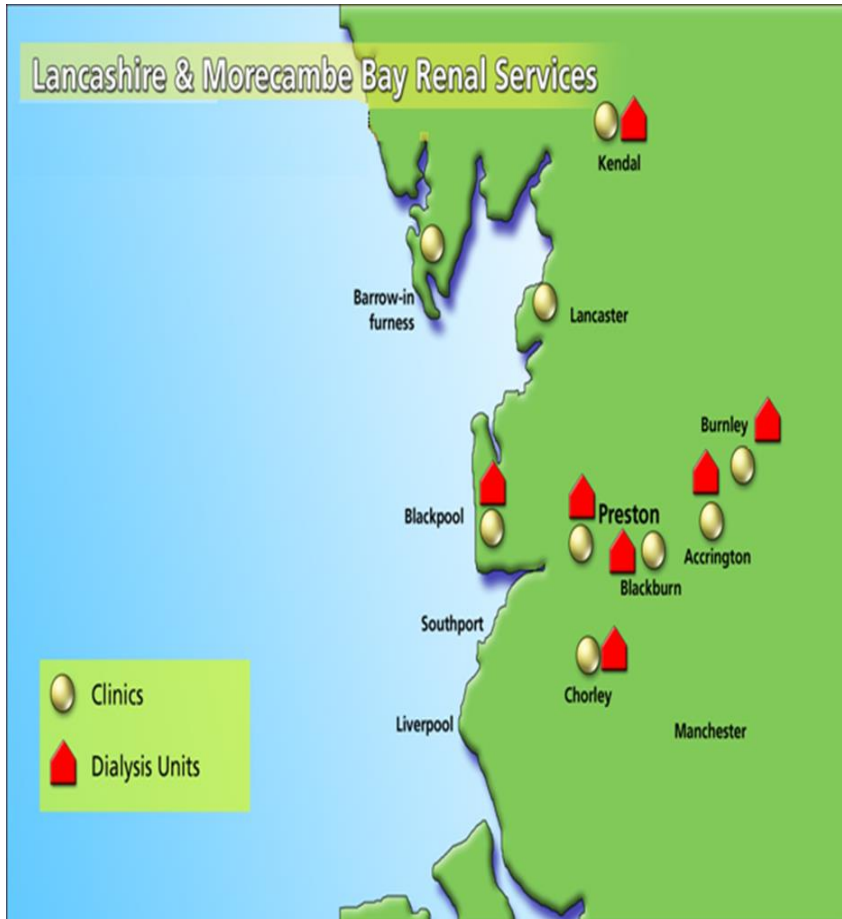 Lancashire & Morecambe Bay Renal Services
Kendal
Barrow-in
furness
Lancaster
Burnley
Blackpool
Preston
Accrington
Blackburn
Southport
Chorley
Liverpool
Manchester
Clinics
Dialysis Units